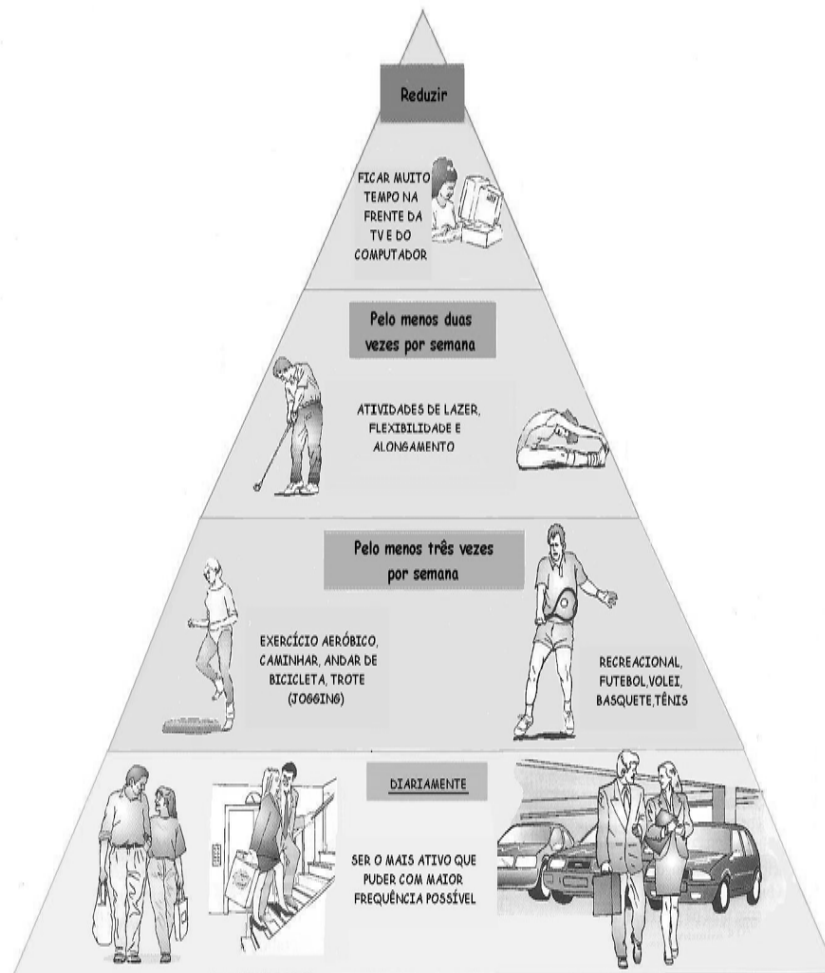 Reduzir
FICAR MUITO
TEMPO NA
FRENTE DA
TV E DO
COMPUTADOR
Pelo menos duas
vezes por semana
ATIVIDADES DE LAZER,
FLEXIBILIDADE E
ALONGAMENTO
Pelo menos três vezes
por semana
EXERCÍCIO AERÓBICO,
CAMINHAR, ANDAR DE
BICICLETA, TROTE
(JOGGING)
RECREACIONAL,
FUTEBOL,VOLEI,
BASQUETE,TÊNIS
DIARIAMENTE
SER O MAIS ATIVO QUE
PUDER COM MAIOR
FREQUÊNCIA POSSÍVEL